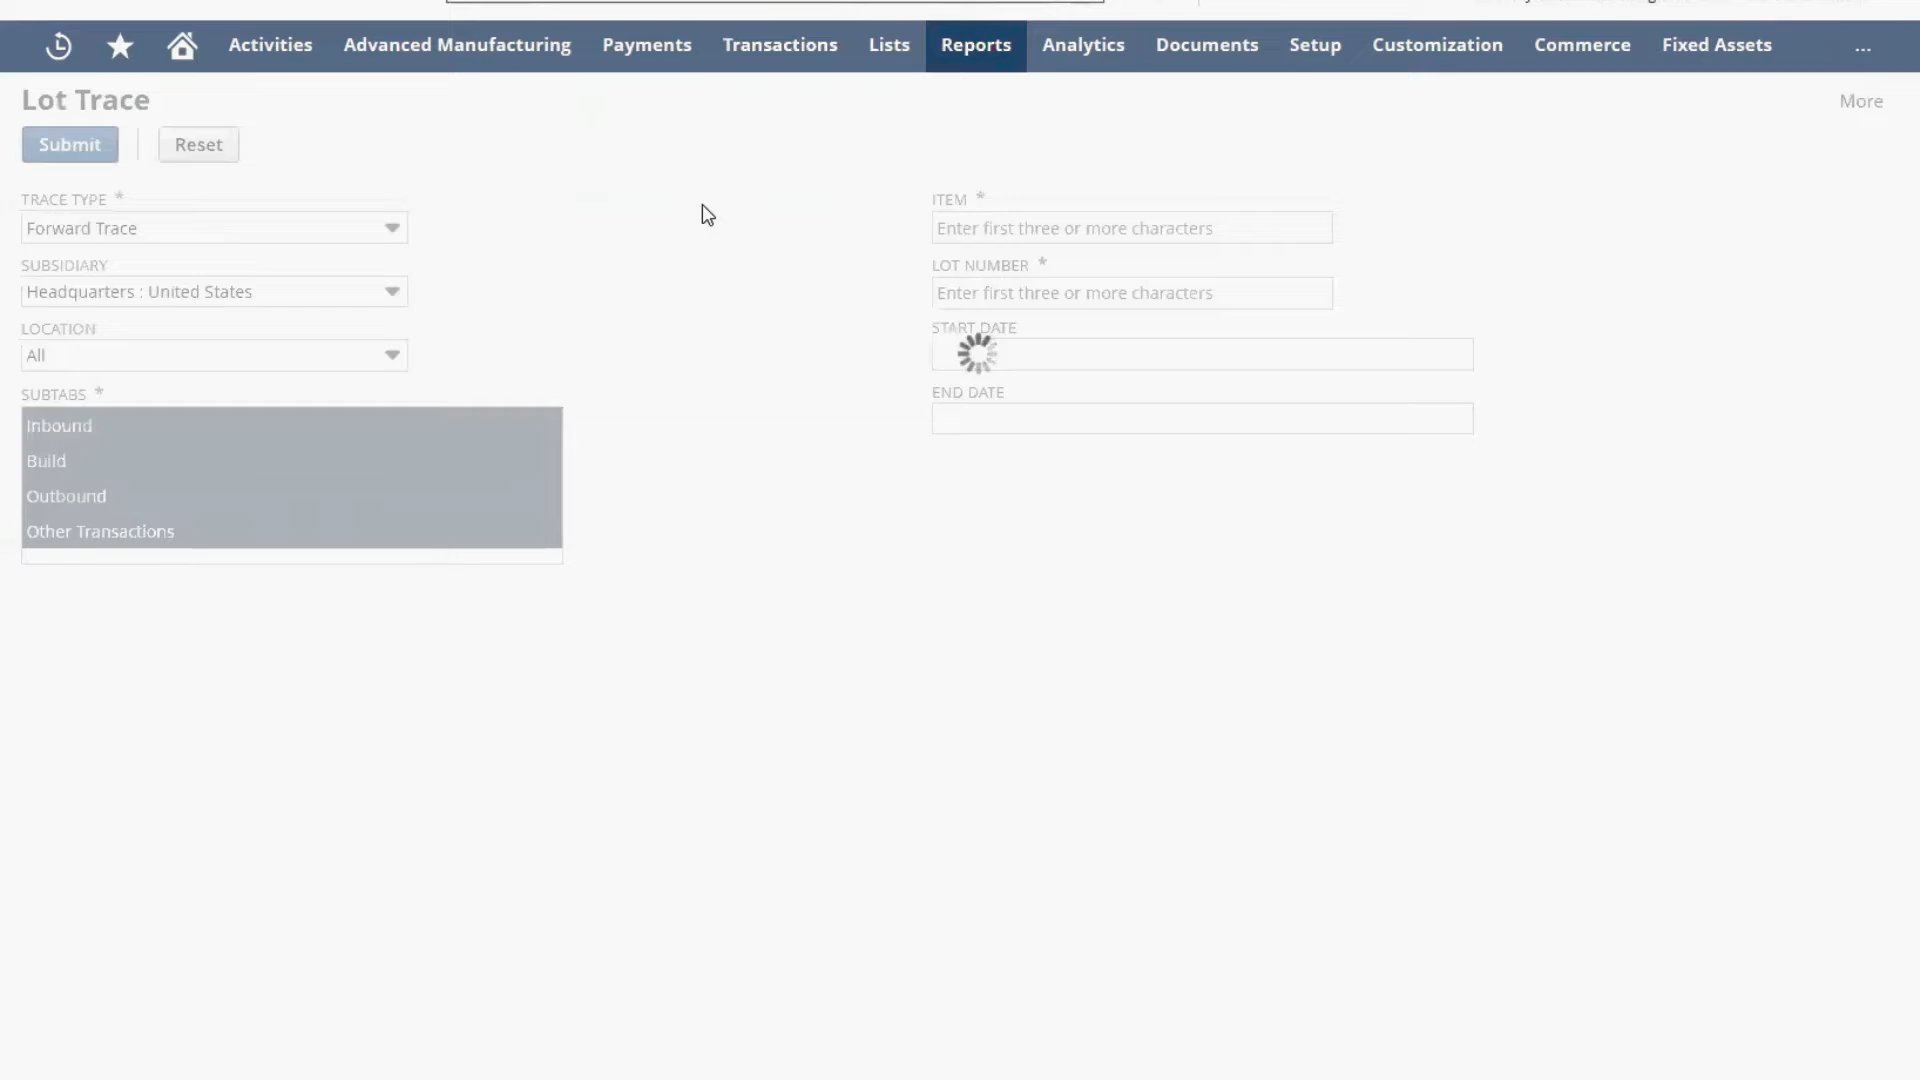 Activities Advanced Manufacturing Payments Transactions Lists Reports Analytics Documents Setup Customization Commerce Fixed Assets ...
Lot Trace
More
Submit Reset
TRACE TYPE *
Forward Trace
SUBSIDIARY
Headquarters : United States
LOCATION
All
SUBTABS *
Inbound
Build
Outbound
Other Transactions
ITEM *
Enter first three or more characters
LOT NUMBER *
Enter first three or more characters
START DATE
END DATE